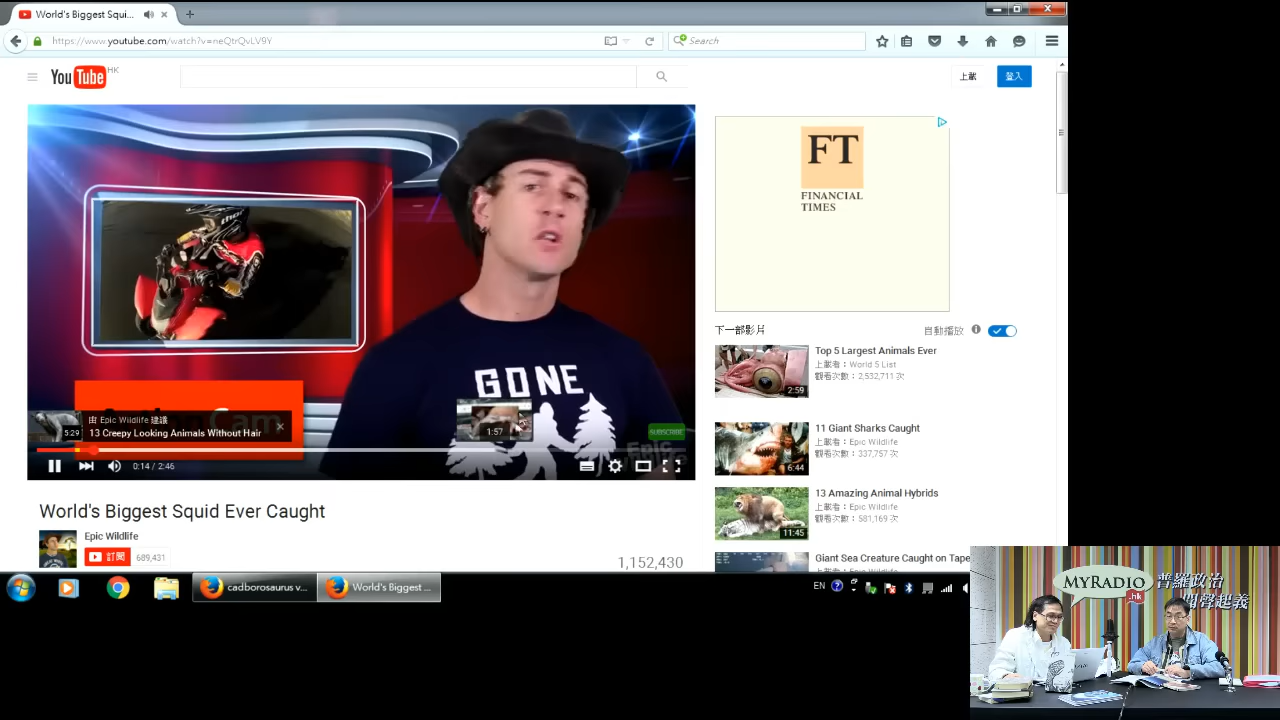 World's Biggest Squi...
https://www.youtube.com/watch?v=neQtrQvLV9Y
Search
YouTube HK
上載
登入
thor
GONE
SUBSCRIBE
Epic
由 Epic Wildlife 建議
13 Creepy Looking Animals Without Hair
5:29
1:57
0:14 / 2:46
FT
FINANCIAL
TIMES
下一部影片
自動播放
Top 5 Largest Animals Ever
上載者：World 5 List
觀看次數：2,532,711 次
2:59
11 Giant Sharks Caught
上載者：Epic Wildlife
觀看次數：337,757 次
6:44
13 Amazing Animal Hybrids
上載者：Epic Wildlife
觀看次數：581,169 次
11:45
Giant Sea Creature Caught on Tape
World's Biggest Squid Ever Caught
Epic Wildlife
訂閱
689,431
1,152,430
cadborosaurus v...
World's Biggest ...
EN
MYRADIO
.hk
普羅政治
開聲起義